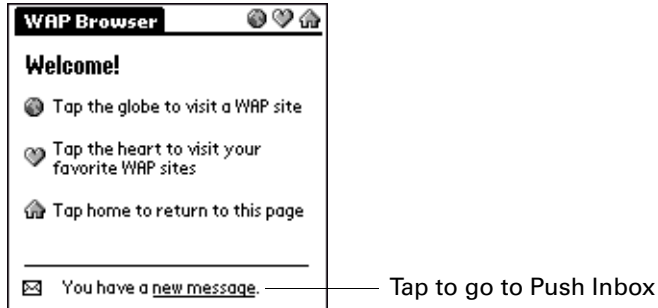 WAP Browser
Welcome!
Tap the globe to visit a WAP site
Tap the heart to visit your
favorite WAP sites
Tap home to return to this page
You have a new message.
Tap to go to Push Inbox